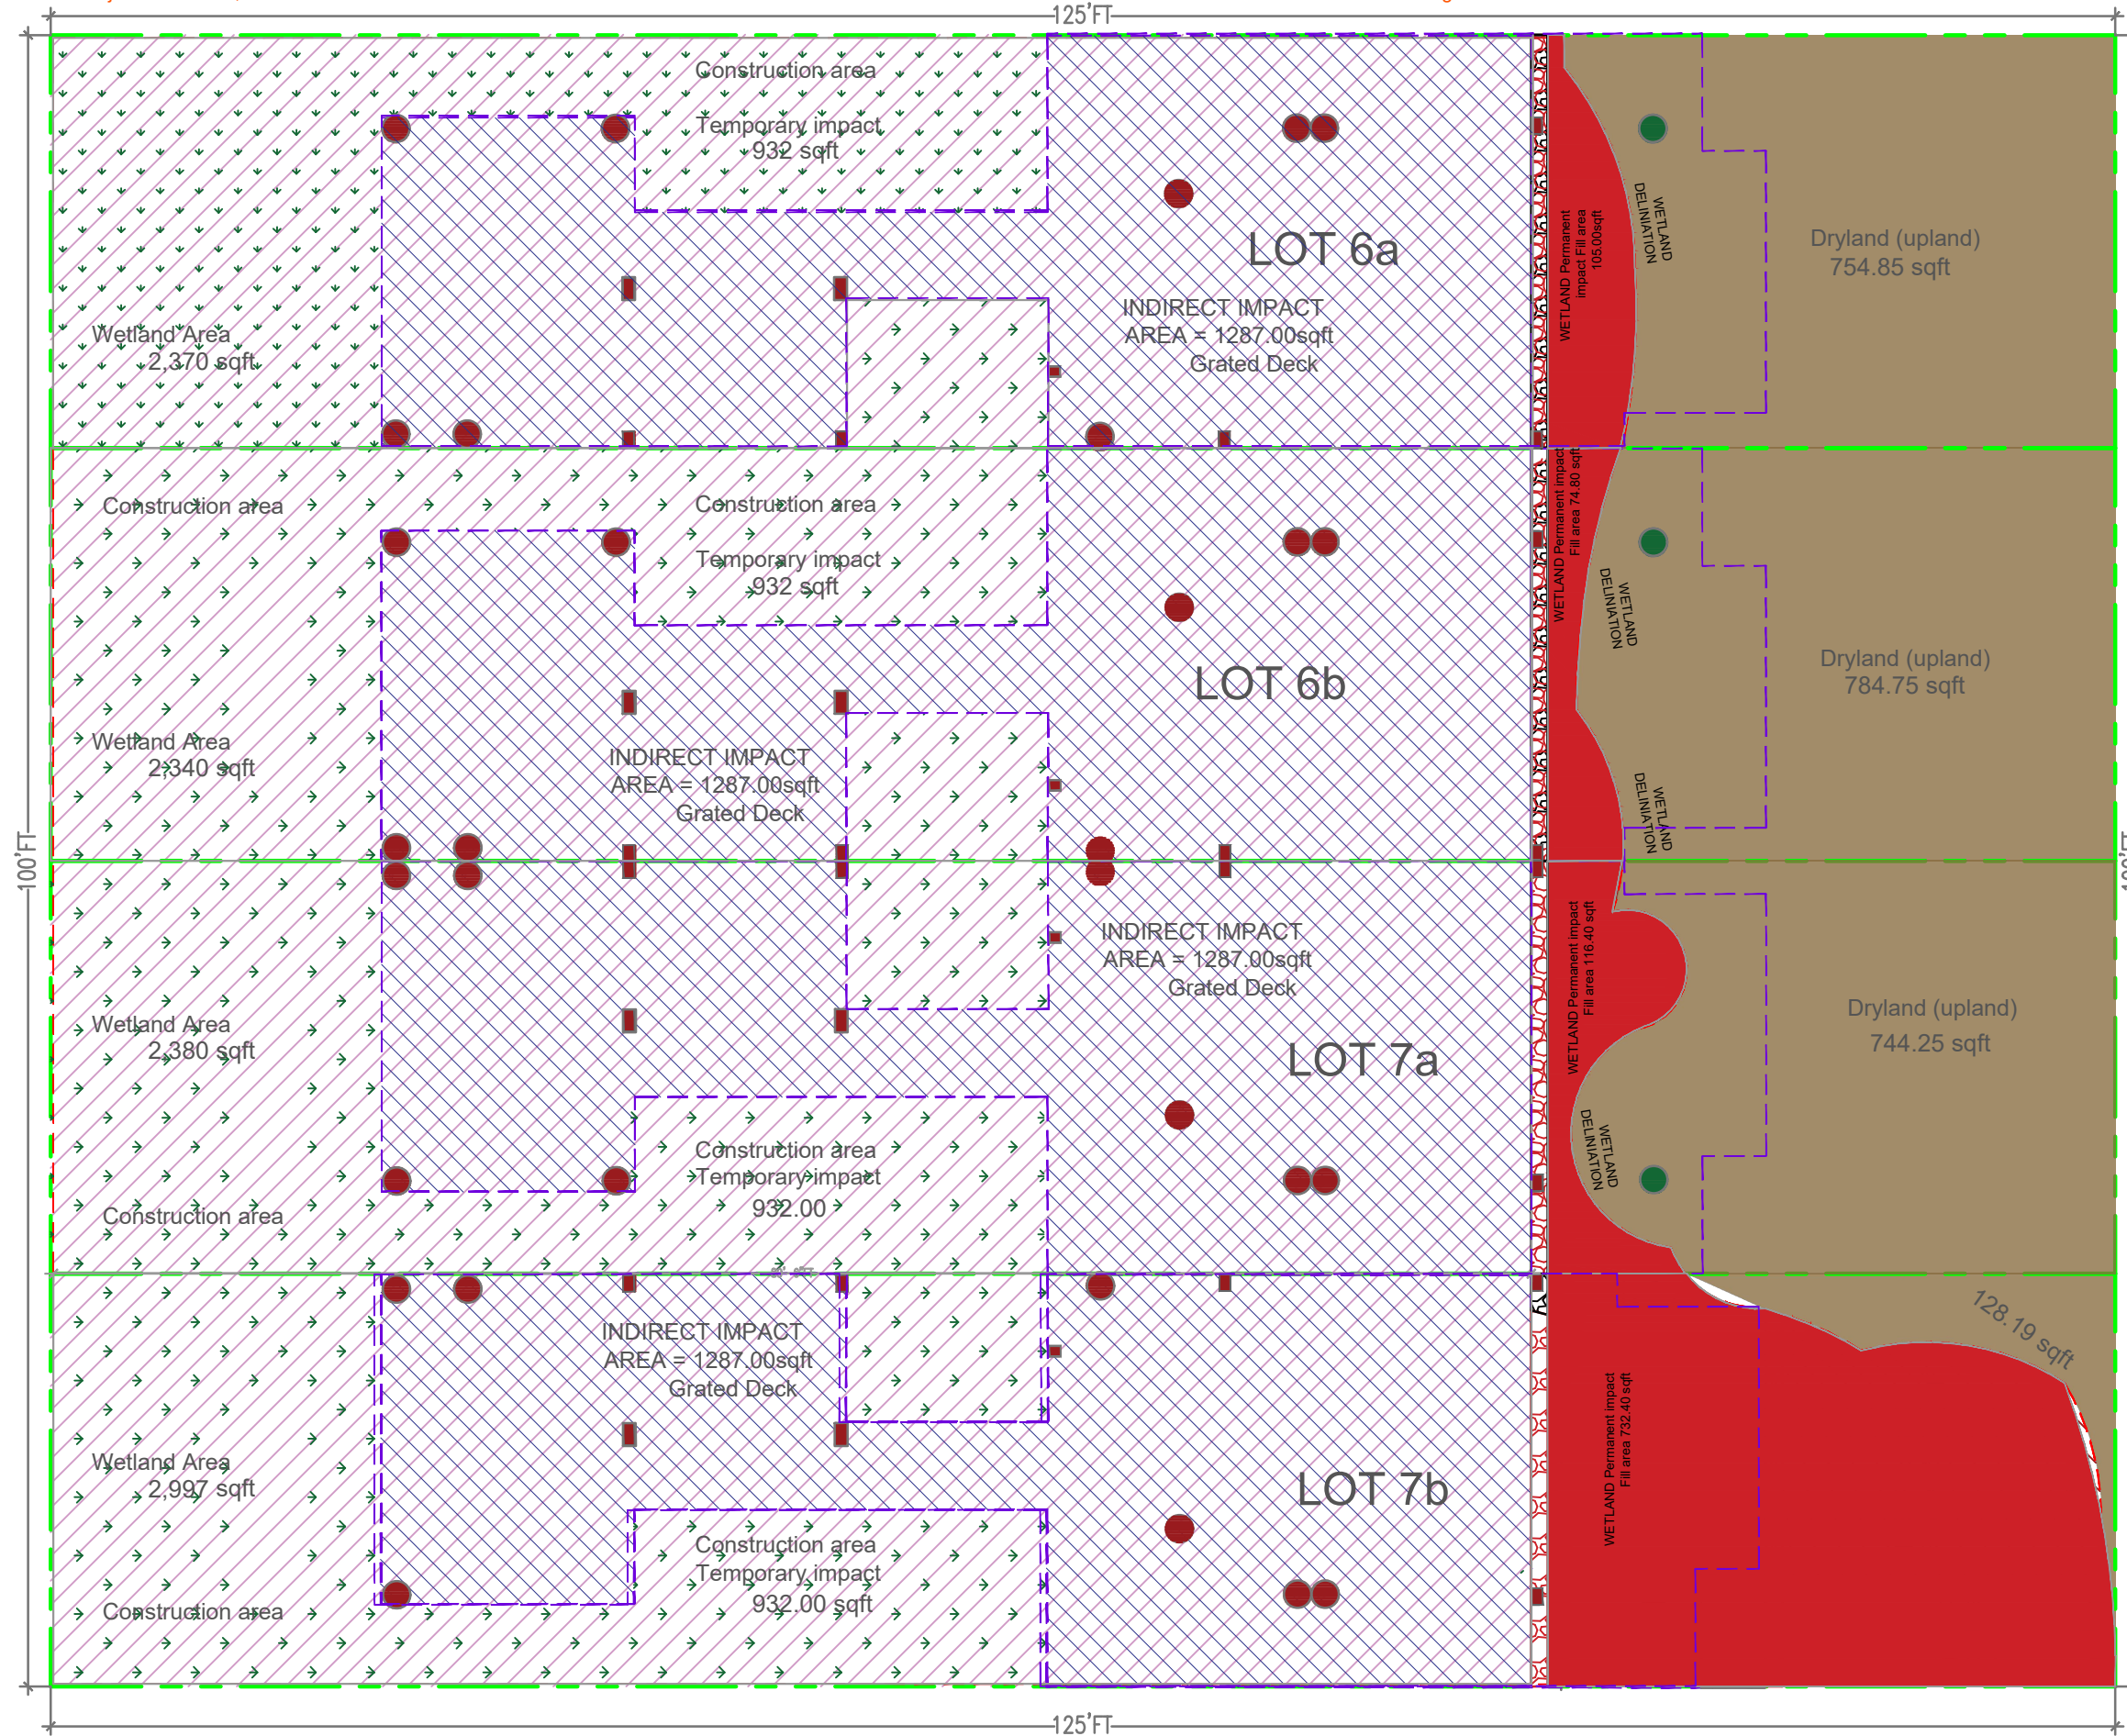 125'FT
Construction area
Temporary impact
932 sqft
LOT 6a
INDIRECT IMPACT
AREA = 1287.00sqft
Grated Deck
Wetland Area
2,370 sqft
WETLAND Permanent
impact Fill area
105.00sqft
WETLAND
DELINIATION
Dryland (upland)
754.85 sqft
Construction area
Construction area
Temporary impact
932 sqft
LOT 6b
INDIRECT IMPACT
AREA = 1287.00sqft
Grated Deck
Wetland Area
2,340 sqft
WETLAND Permanent impact
Fill area 74.80 sqft
WETLAND
DELINIATION
WETLAND
DELINIATION
Dryland (upland)
784.75 sqft
100'FT
INDIRECT IMPACT
AREA = 1287.00sqft
Grated Deck
Wetland Area
2,380 sqft
LOT 7a
WETLAND Permanent impact
Fill area 116.40 sqft
WETLAND
DELINIATION
Dryland (upland)
744.25 sqft
Construction area
Temporary impact
932.00
Construction area
INDIRECT IMPACT
AREA = 1287.00sqft
Grated Deck
128.19 sqft
Wetland Area
2,997 sqft
LOT 7b
WETLAND Permanent impact
Fill area 732.40 sqft
Construction area
Temporary impact
932.00 sqft
Construction area
125'FT